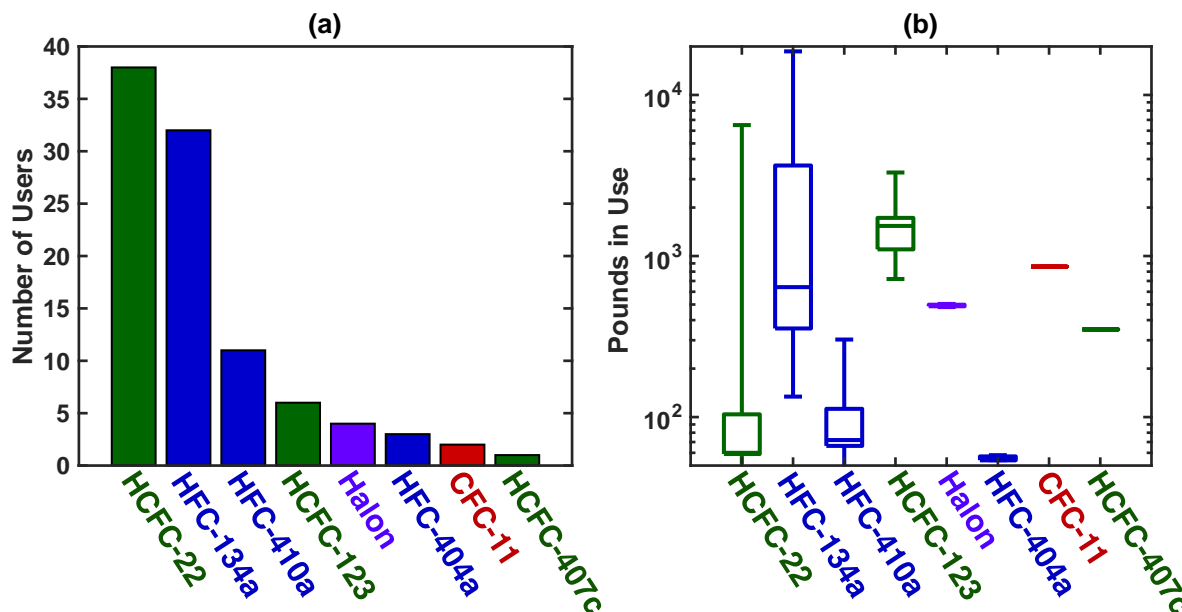 (a)
Number of Users
40
35
30
25
20
15
10
5
0
HCFC-22
HFC-134a
HFC-410a
HCFC-123
Halon
HFC-404a
CFC-11
HCFC-407c
(b)
Pounds in Use
10^4
10^3
10^2
HCFC-22
HFC-134a
HFC-410a
HCFC-123
Halon
HFC-404a
CFC-11
HCFC-407c